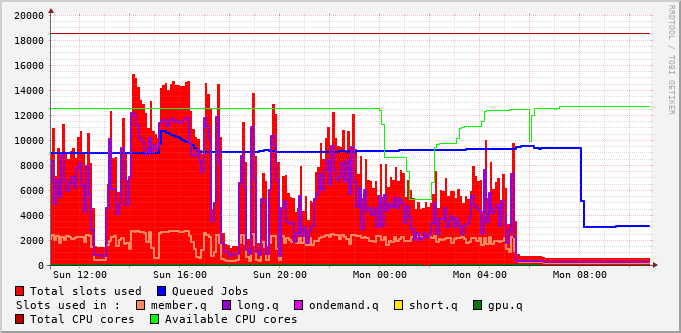 20000
18000
16000
14000
12000
10000
8000
6000
4000
2000
0
Sun 12:00 Sun 16:00 Sun 20:00 Mon 00:00 Mon 04:00 Mon 08:00
RRDTOOL / TOBI OETIKER
Total slots used Queued Jobs
Slots used in : member.q long.q ondemand.q short.q gpu.q
Total CPU cores Available CPU cores